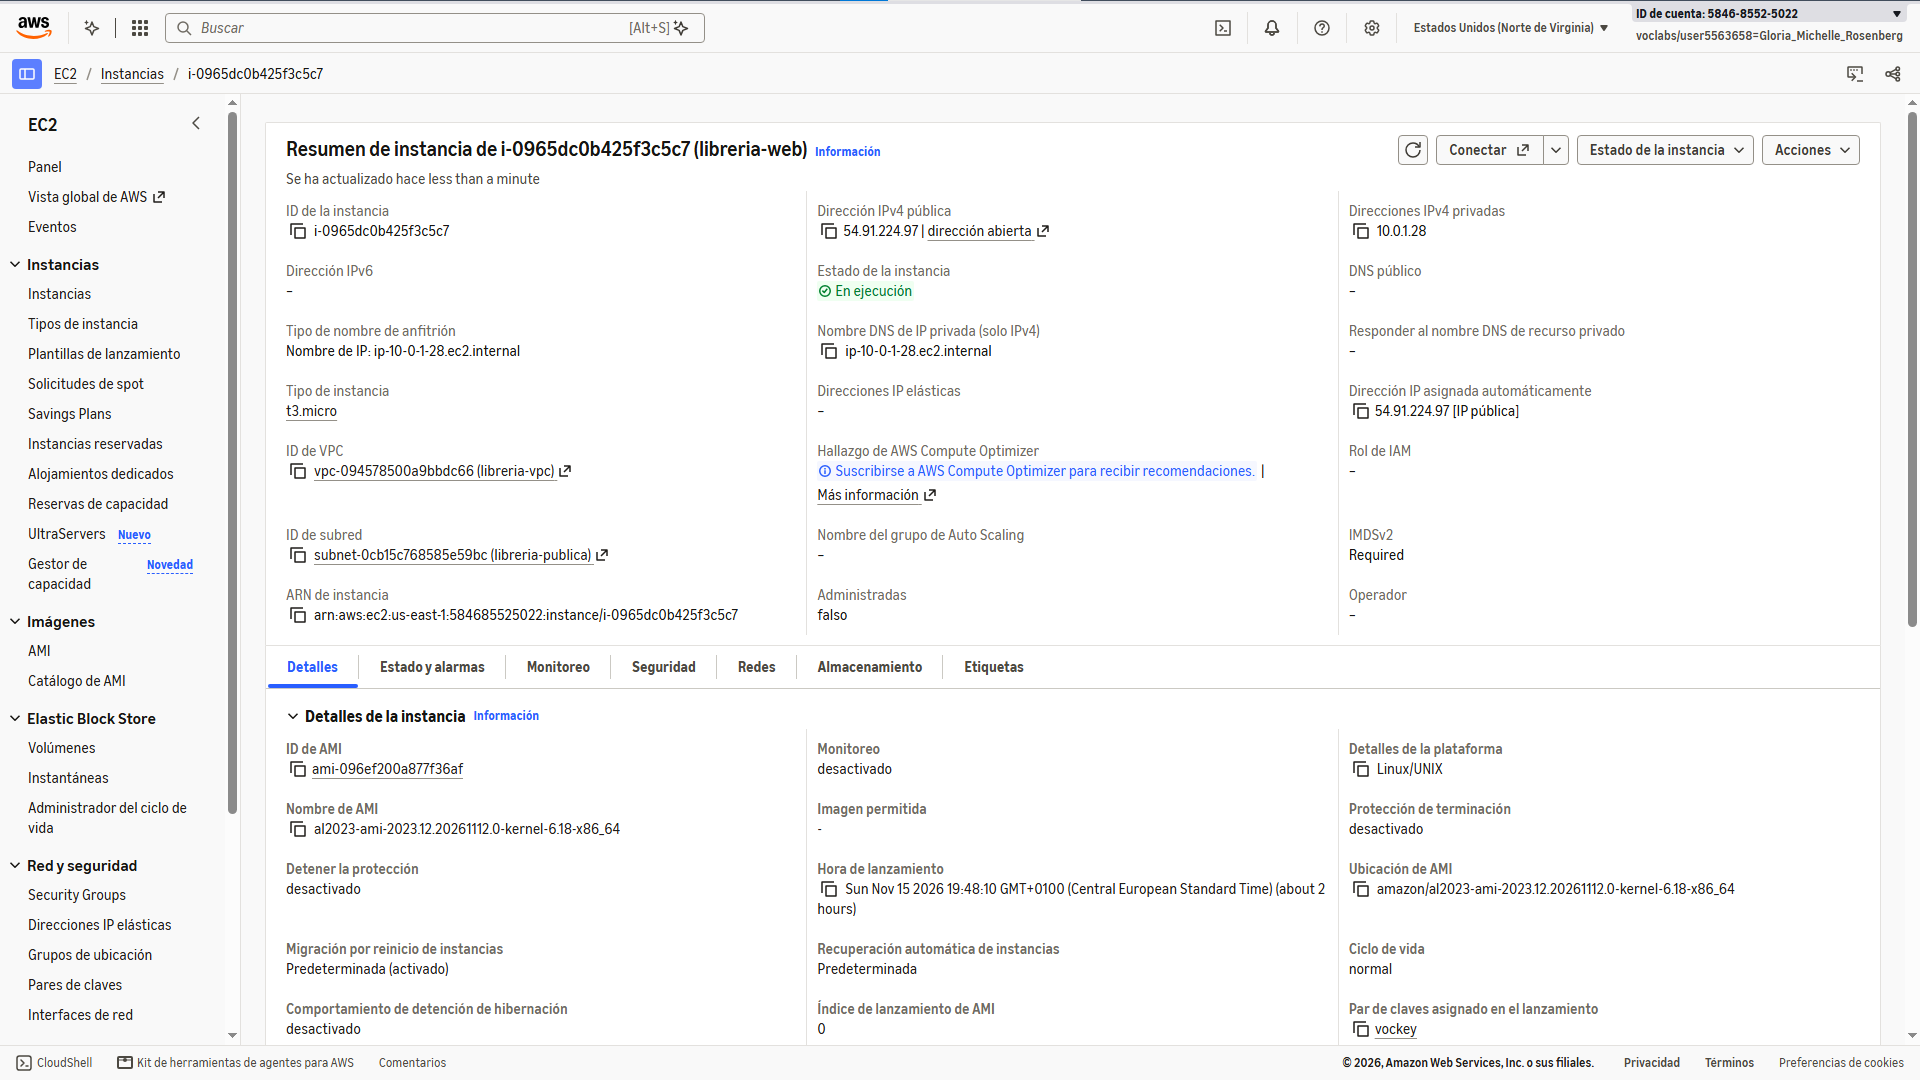 aws
Buscar
[Alt+S]
Estados Unidos (Norte de Virginia)
ID de cuenta: 5846-8552-5022
voclabs/user5563658=Gloria_Michelle_Rosenberg
EC2 / Instancias / i-0965dc0b425f3c5c7
EC2
Panel
Vista global de AWS
Eventos
Instancias
Instancias
Tipos de instancia
Plantillas de lanzamiento
Solicitudes de spot
Savings Plans
Instancias reservadas
Alojamientos dedicados
Reservas de capacidad
UltraServers Nuevo
Gestor de capacidad Novedad
Imágenes
AMI
Catálogo de AMI
Elastic Block Store
Volúmenes
Instantáneas
Administrador del ciclo de vida
Red y seguridad
Security Groups
Direcciones IP elásticas
Grupos de ubicación
Pares de claves
Interfaces de red
Resumen de instancia de i-0965dc0b425f3c5c7 (libreria-web) Información
Se ha actualizado hace less than a minute
Conectar
Estado de la instancia
Acciones
ID de la instancia
i-0965dc0b425f3c5c7
Dirección IPv4 pública
54.91.224.97 | dirección abierta
Direcciones IPv4 privadas
10.0.1.28
Dirección IPv6
–
Estado de la instancia
En ejecución
DNS público
–
Tipo de nombre de anfitrión
Nombre de IP: ip-10-0-1-28.ec2.internal
Nombre DNS de IP privada (solo IPv4)
ip-10-0-1-28.ec2.internal
Responder al nombre DNS de recurso privado
–
Tipo de instancia
t3.micro
Direcciones IP elásticas
–
Dirección IP asignada automáticamente
54.91.224.97 [IP pública]
ID de VPC
vpc-094578500a9bbdc66 (libreria-vpc)
Hallazgo de AWS Compute Optimizer
Suscribirse a AWS Compute Optimizer para recibir recomendaciones. |
Más información
Rol de IAM
–
ID de subred
subnet-0cb15c768585e59bc (libreria-publica)
Nombre del grupo de Auto Scaling
–
IMDSv2
Required
ARN de instancia
arn:aws:ec2:us-east-1:584685525022:instance/i-0965dc0b425f3c5c7
Administradas
falso
Operador
–
Detalles
Estado y alarmas
Monitoreo
Seguridad
Redes
Almacenamiento
Etiquetas
Detalles de la instancia Información
ID de AMI
ami-096ef200a877f36af
Monitoreo
desactivado
Detalles de la plataforma
Linux/UNIX
Nombre de AMI
al2023-ami-2023.12.20261112.0-kernel-6.18-x86_64
Imagen permitida
-
Protección de terminación
desactivado
Detener la protección
desactivado
Hora de lanzamiento
Sun Nov 15 2026 19:48:10 GMT+0100 (Central European Standard Time) (about 2
hours)
Ubicación de AMI
amazon/al2023-ami-2023.12.20261112.0-kernel-6.18-x86_64
Migración por reinicio de instancias
Predeterminada (activado)
Recuperación automática de instancias
Predeterminada
Ciclo de vida
normal
Comportamiento de detención de hibernación
desactivado
Índice de lanzamiento de AMI
0
Par de claves asignado en el lanzamiento
vockey
CloudShell
Kit de herramientas de agentes para AWS
Comentarios
© 2026, Amazon Web Services, Inc. o sus filiales.
Privacidad
Términos
Preferencias de cookies